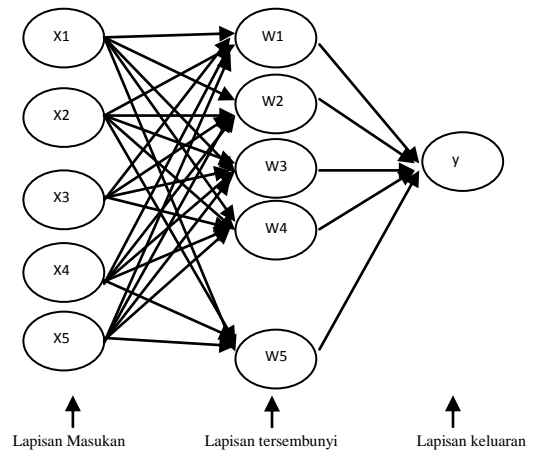 X1
X2
X3
X4
X5
W1
W2
W3
W4
W5
y
Lapisan Masukan
Lapisan tersembunyi
Lapisan keluaran